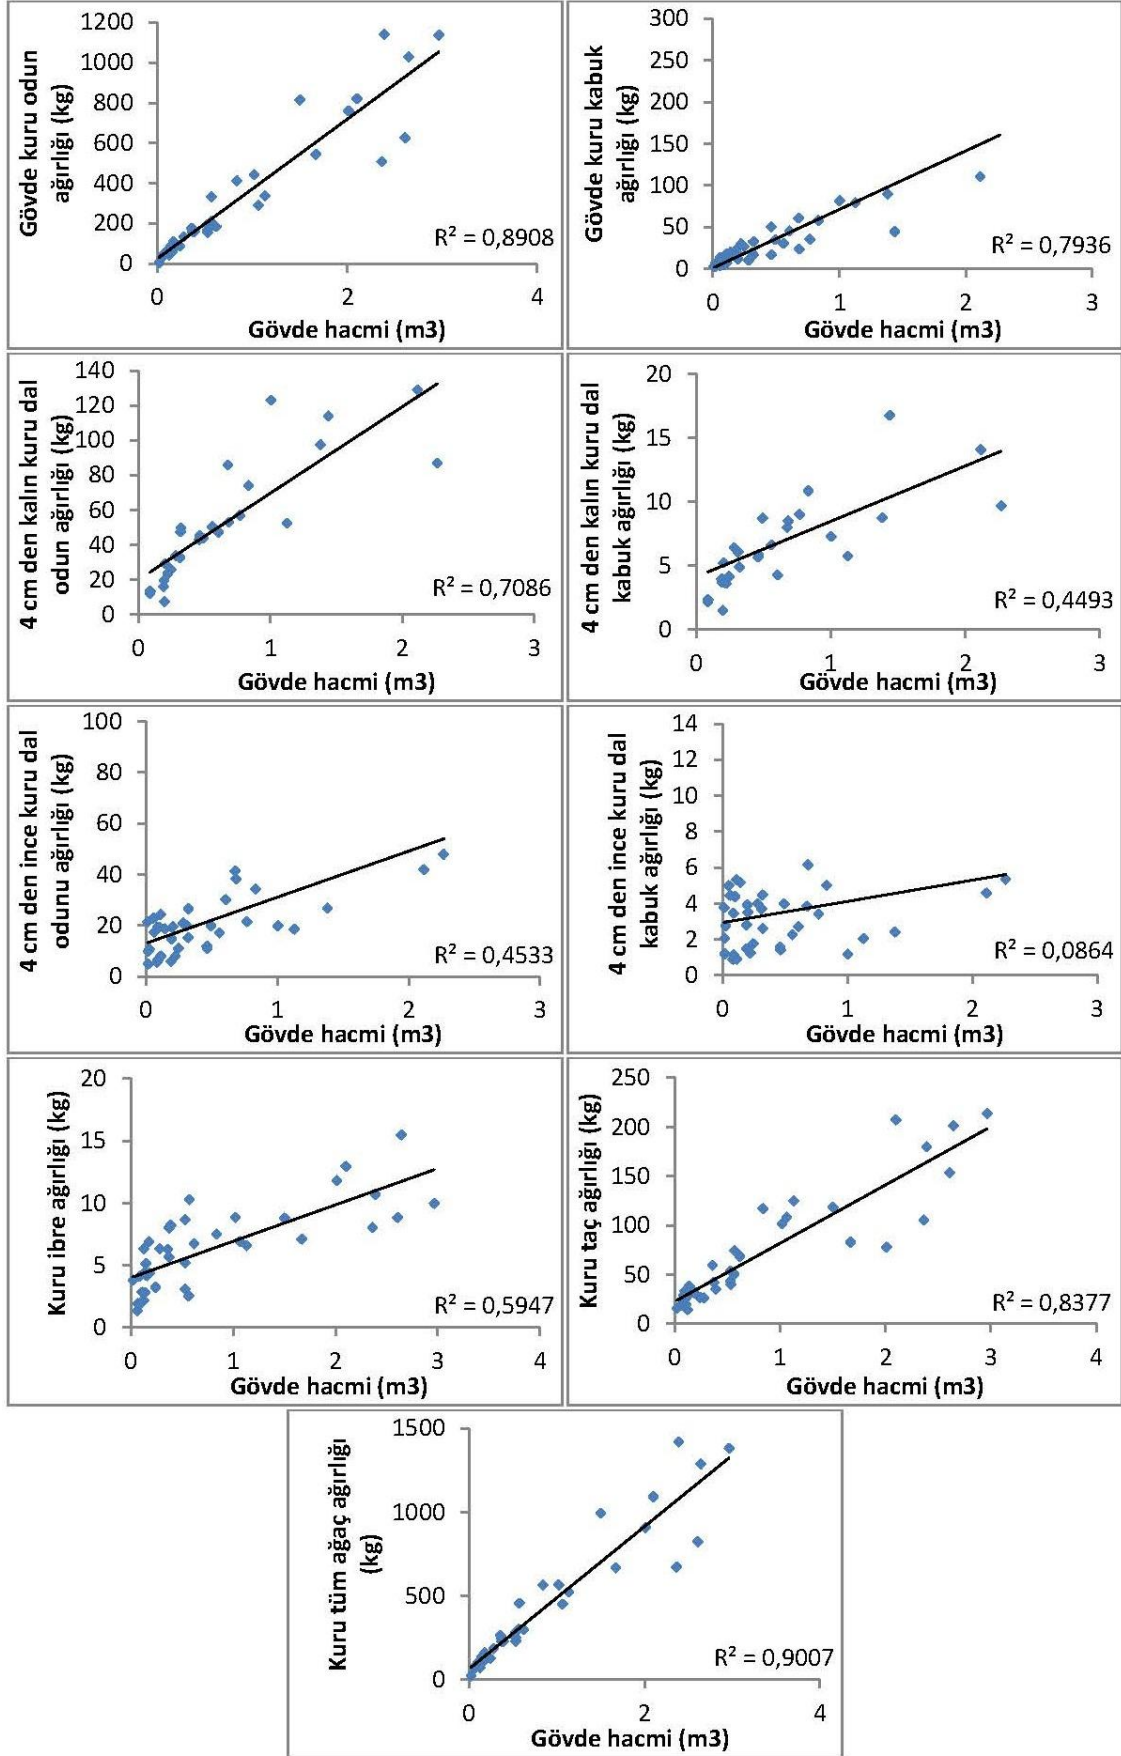 Gövde kuru odun
ağırlığı (kg)
1200
1000
800
600
400
200
0
0 2 4
R² = 0,8908
Gövde hacmi (m3)
Gövde kuru kabuk
ağırlığı (kg)
300
250
200
150
100
50
0
0 1 2 3
R² = 0,7936
Gövde hacmi (m3)
4 cm den kalın kuru dal
odun ağırlığı (kg)
140
120
100
80
60
40
20
0
0 1 2 3
R² = 0,7086
Gövde hacmi (m3)
4 cm den kalın kuru dal
kabuk ağırlığı (kg)
20
15
10
5
0
0 1 2 3
R² = 0,4493
Gövde hacmi (m3)
4 cm den ince kuru dal
odunu ağırlığı (kg)
100
80
60
40
20
0
0 1 2 3
R² = 0,4533
Gövde hacmi (m3)
4 cm den ince kuru dal
kabuk ağırlığı (kg)
14
12
10
8
6
4
2
0
0 1 2 3
R² = 0,0864
Gövde hacmi (m3)
Kuru ibre ağırlığı (kg)
20
15
10
5
0
0 1 2 3 4
R² = 0,5947
Gövde hacmi (m3)
Kuru taç ağırlığı (kg)
250
200
150
100
50
0
0 1 2 3 4
R² = 0,8377
Gövde hacmi (m3)
Kuru tüm ağaç ağırlığı
(kg)
1500
1000
500
0
0 2 4
R² = 0,9007
Gövde hacmi (m3)